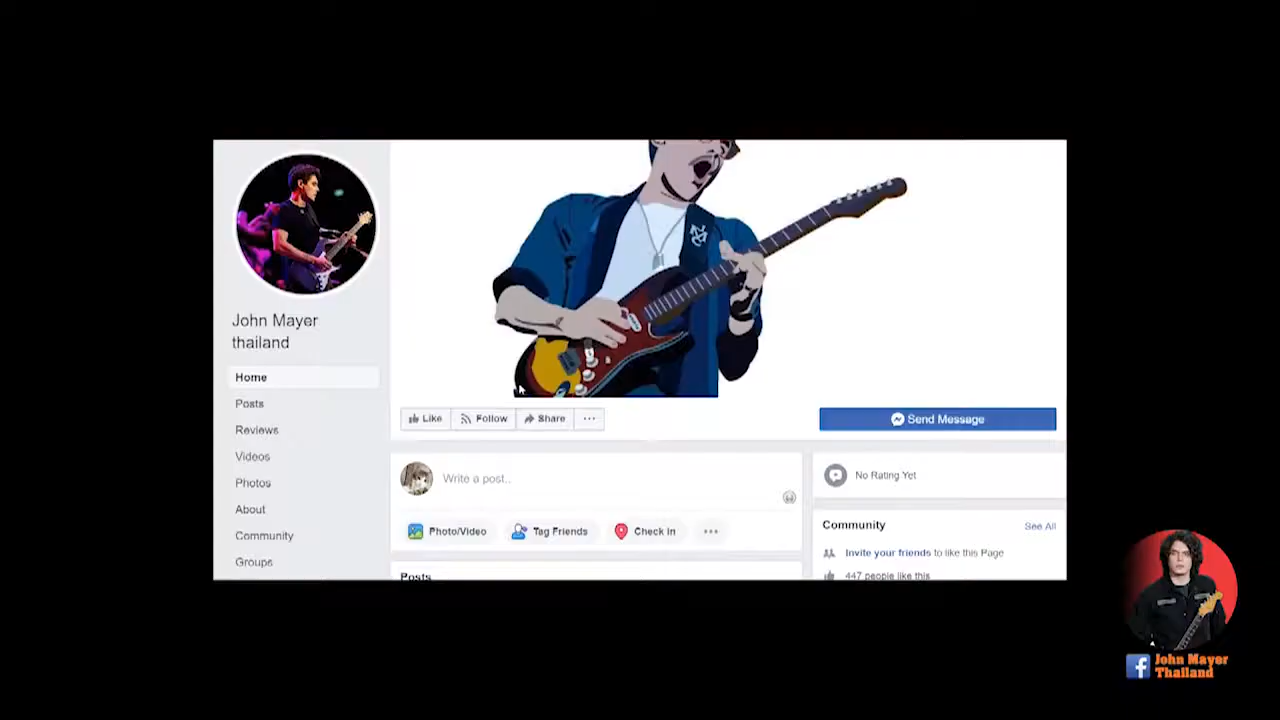 John Mayer
thailand
Home
Posts
Reviews
Videos
Photos
About
Community
Groups
Like
Follow
Share
Send Message
Write a post..
Photo/Video
Tag Friends
Check in
Posts
No Rating Yet
Community
See All
Invite your friends to like this Page
447 people like this
John Mayer
Thailand